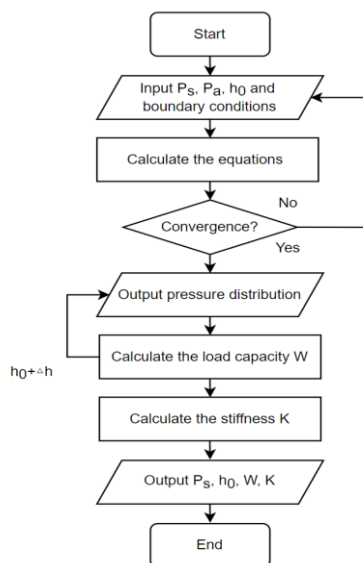 Start
Input Ps, Pa, h0 and
boundary conditions
Calculate the equations
No
Convergence?
Yes
Output pressure distribution
Calculate the load capacity W
h0+△h
Calculate the stiffness K
Output Ps, h0, W, K
End